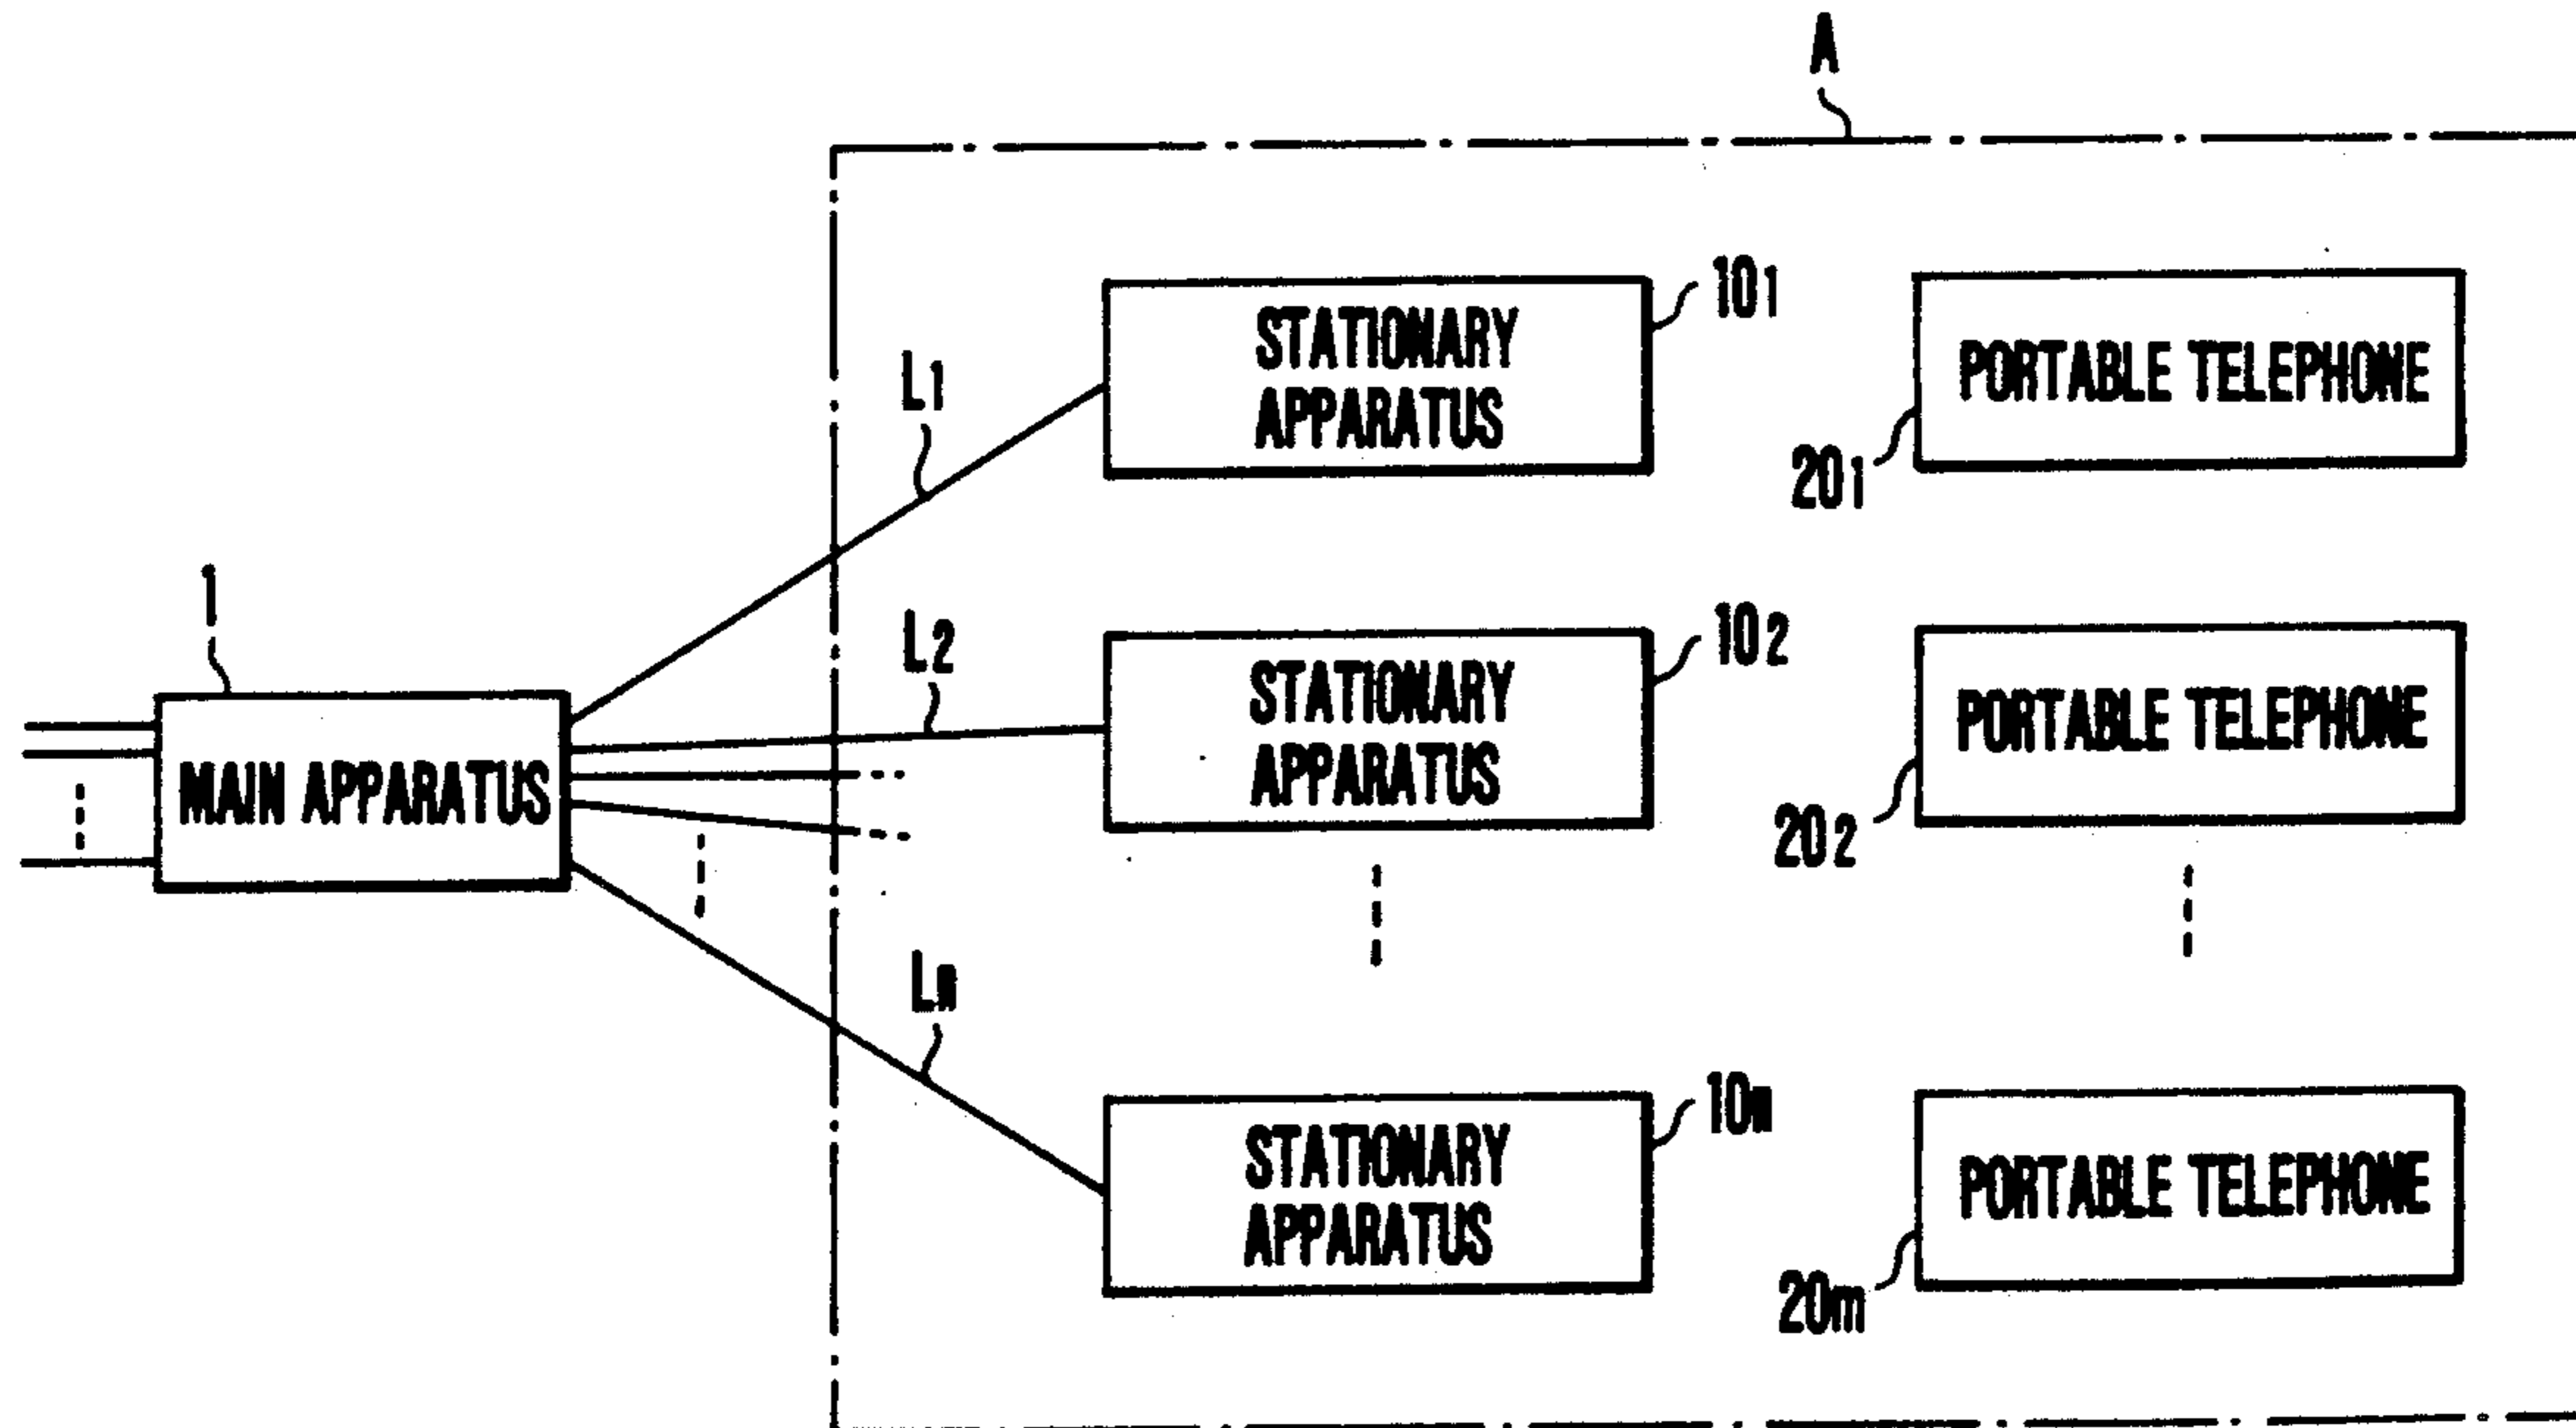 A
STATIONARY
APPARATUS
10₁
PORTABLE TELEPHONE
20₁
L₁
1
MAIN APPARATUS
L₂
STATIONARY
APPARATUS
10₂
PORTABLE TELEPHONE
20₂
Ln
STATIONARY
APPARATUS
10n
PORTABLE TELEPHONE
20m